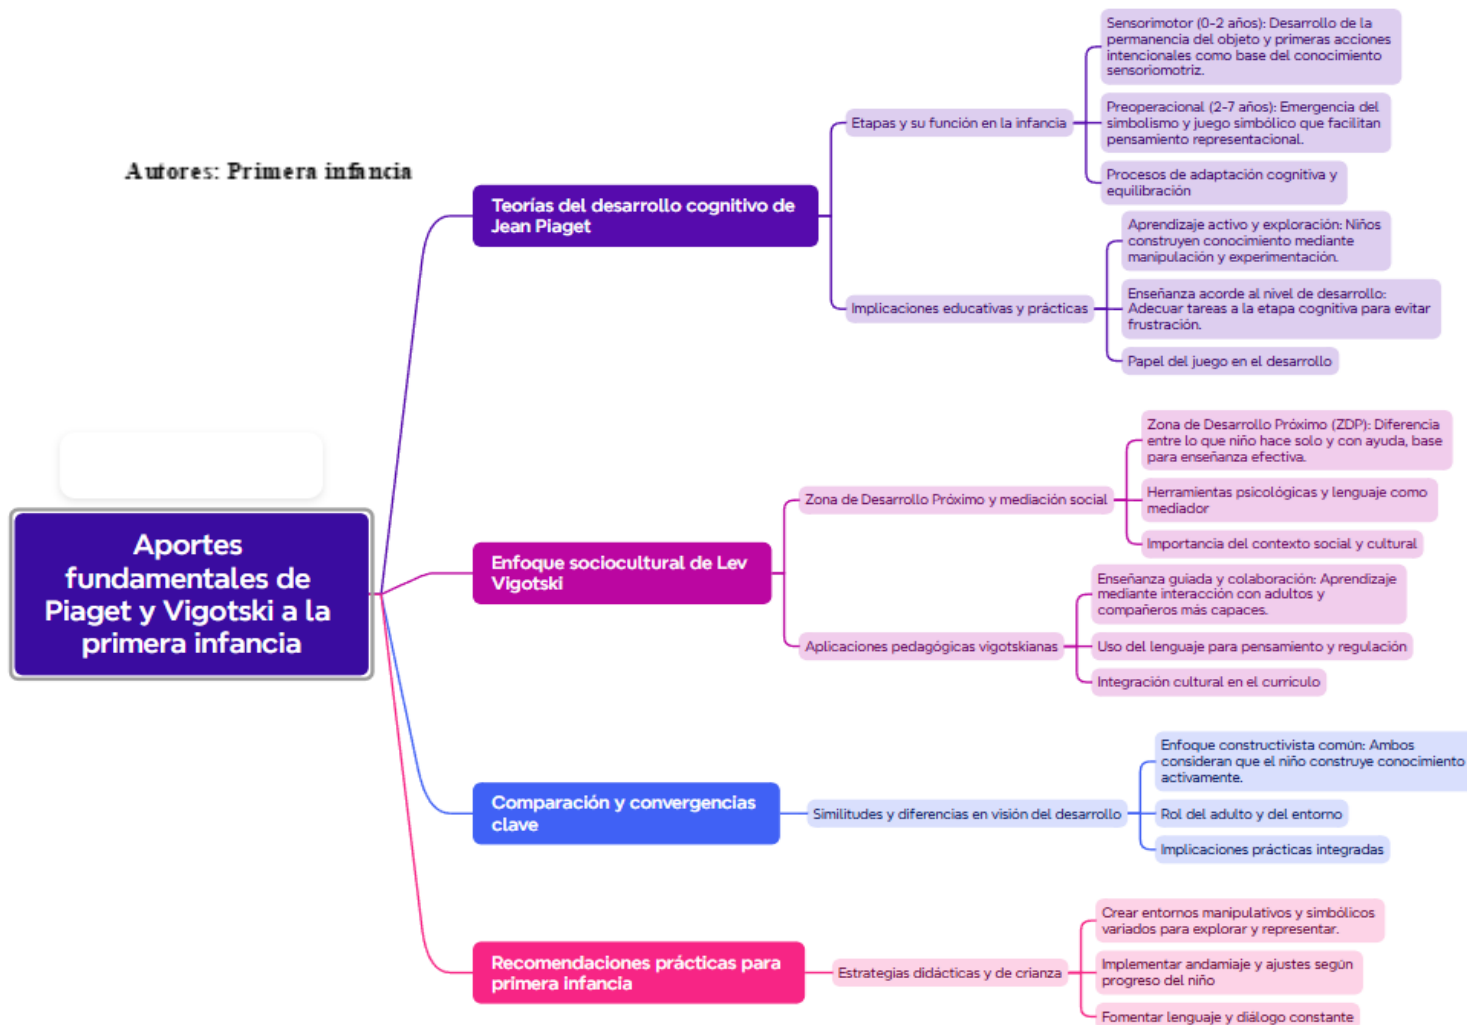 Autores: Primera infancia
Aportes
fundamentales de
Piaget y Vigotski a la
primera infancia
Teorías del desarrollo cognitivo de
Jean Piaget
Etapas y su función en la infancia
Sensorimotor (0-2 años): Desarrollo de la
permanencia del objeto y primeras acciones
intencionales como base del conocimiento
sensoriomotriz.
Preoperacional (2-7 años): Emergencia del
simbolismo y juego simbólico que facilitan
pensamiento representacional.
Procesos de adaptación cognitiva y
equilibración
Implicaciones educativas y prácticas
Aprendizaje activo y exploración: Niños
construyen conocimiento mediante
manipulación y experimentación.
Enseñanza acorde al nivel de desarrollo:
Adecuar tareas a la etapa cognitiva para evitar
frustración.
Papel del juego en el desarrollo
Enfoque sociocultural de Lev
Vigotski
Zona de Desarrollo Próximo y mediación social
Zona de Desarrollo Próximo (ZDP): Diferencia
entre lo que niño hace solo y con ayuda, base
para enseñanza efectiva.
Herramientas psicológicas y lenguaje como
mediador
Importancia del contexto social y cultural
Aplicaciones pedagógicas vigotskianas
Enseñanza guiada y colaboración: Aprendizaje
mediante interacción con adultos y
compañeros más capaces.
Uso del lenguaje para pensamiento y regulación
Integración cultural en el currículo
Comparación y convergencias
clave
Similitudes y diferencias en visión del desarrollo
Enfoque constructivista común: Ambos
consideran que el niño construye conocimiento
activamente.
Rol del adulto y del entorno
Implicaciones prácticas integradas
Recomendaciones prácticas para
primera infancia
Estrategias didácticas y de crianza
Crear entornos manipulativos y simbólicos
variados para explorar y representar.
Implementar andamiaje y ajustes según
progreso del niño
Fomentar lenguaje y diálogo constante